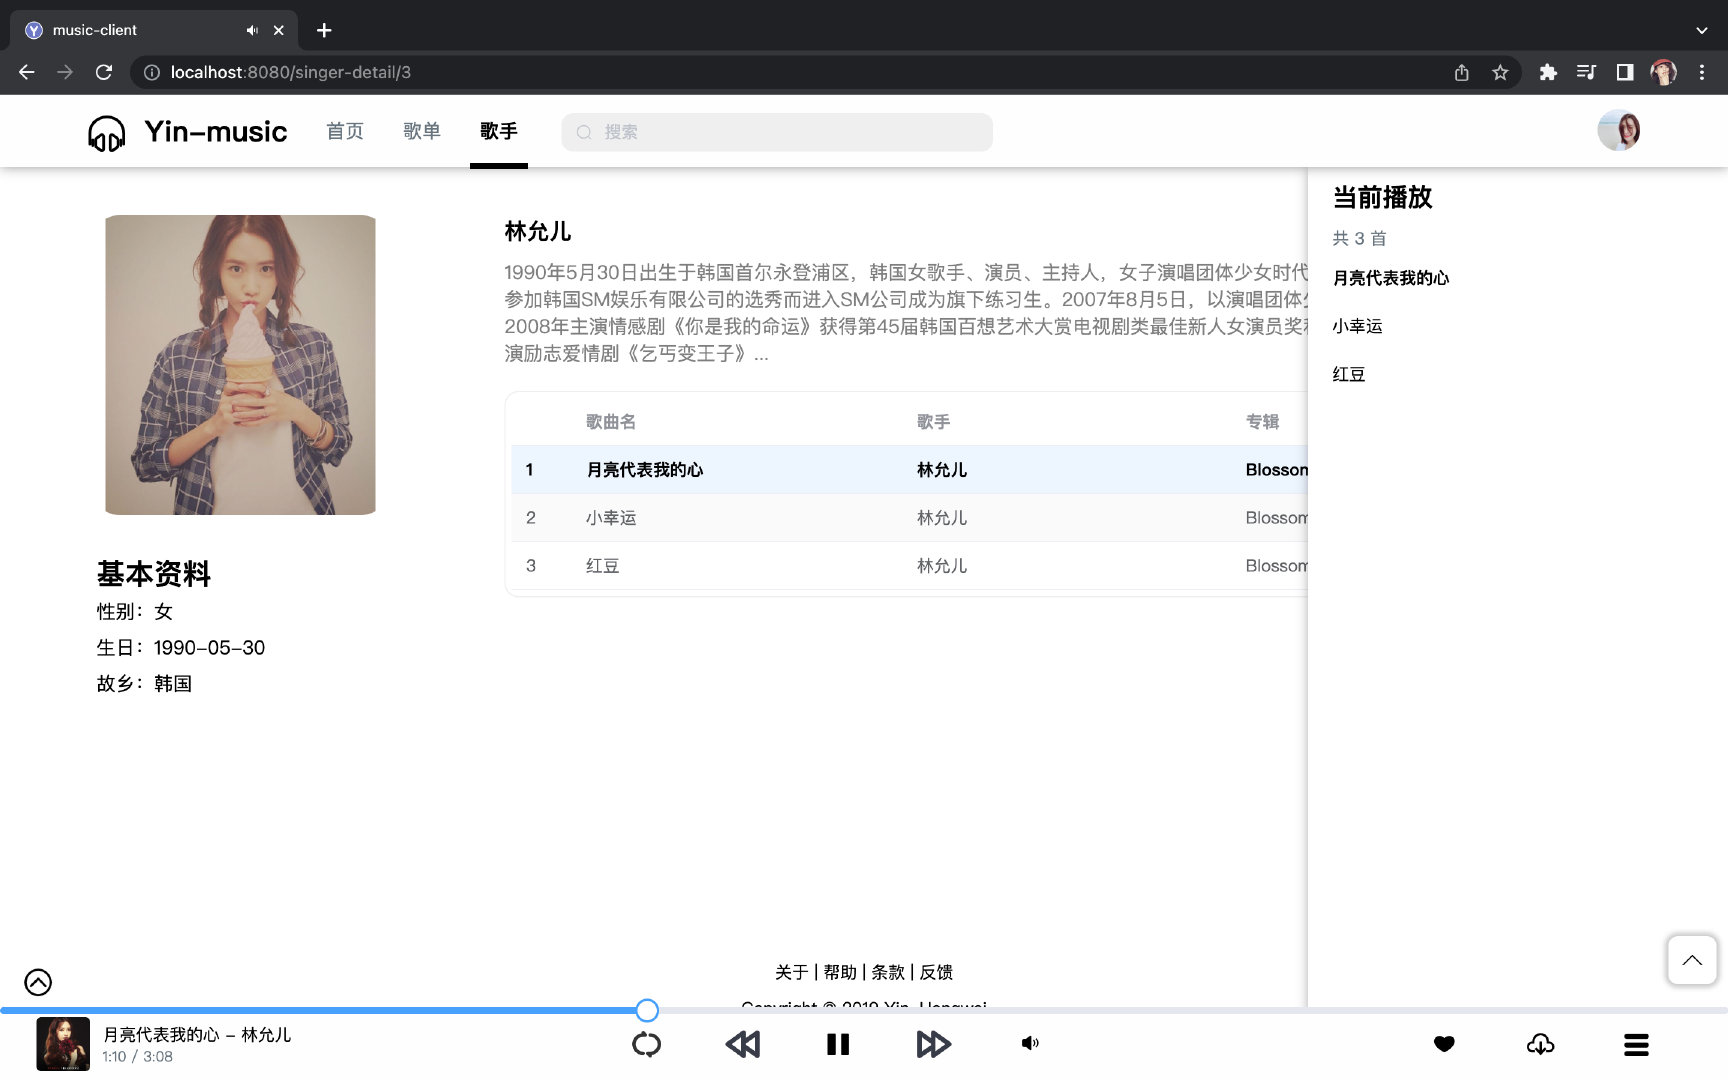 music-client
localhost:8080/singer-detail/3
Yin-music
首页
歌单
歌手
搜索
林允儿
1990年5月30日出生于韩国首尔永登浦区，韩国女歌手、演员、主持人，女子演唱团体少女时代
参加韩国SM娱乐有限公司的选秀而进入SM公司成为旗下练习生。2007年8月5日，以演唱团体
2008年主演情感剧《你是我的命运》获得第45届韩国百想艺术大赏电视剧类最佳新人女演员奖
演励志爱情剧《乞丐变王子》...
歌曲名 歌手 专辑
1 月亮代表我的心 林允儿 Blossom
2 小幸运 林允儿 Blossom
3 红豆 林允儿 Blossom
基本资料
性别：女
生日：1990-05-30
故乡：韩国
当前播放
共 3 首
月亮代表我的心
小幸运
红豆
关于 | 帮助 | 条款 | 反馈
Copyright © 2019 Yin-Hongwei
月亮代表我的心 - 林允儿
1:10 / 3:08